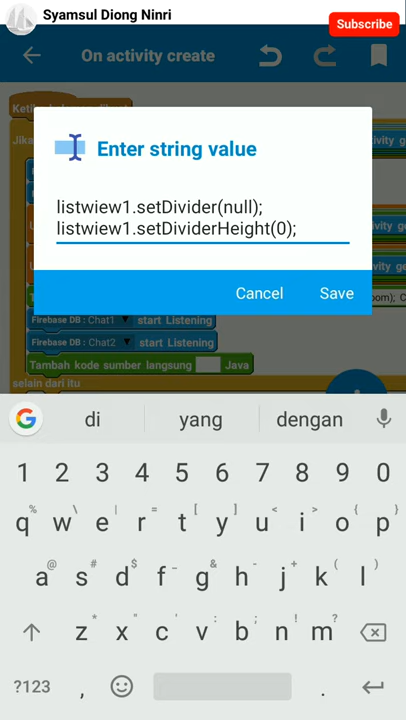 Syamsul Diong Ninri
Subscribe
On activity create
Jika
Enter string value
listwiew1.setDivider(null);
listwiew1.setDividerHeight(0);
Cancel
Save
Firebase DB : Chat1 start Listening
Firebase DB : Chat2 start Listening
Tambah kode sumber langsung Java
selain dari itu
di yang dengan
1 2 3 4 5 6 7 8 9 0
% \ | = [ ] < > { }
q w e r t y u i o p
@ # $ _ & - + ( )
a s d f g h j k l
* " ' : ; ! ?
z x c v b n m
?123 , .